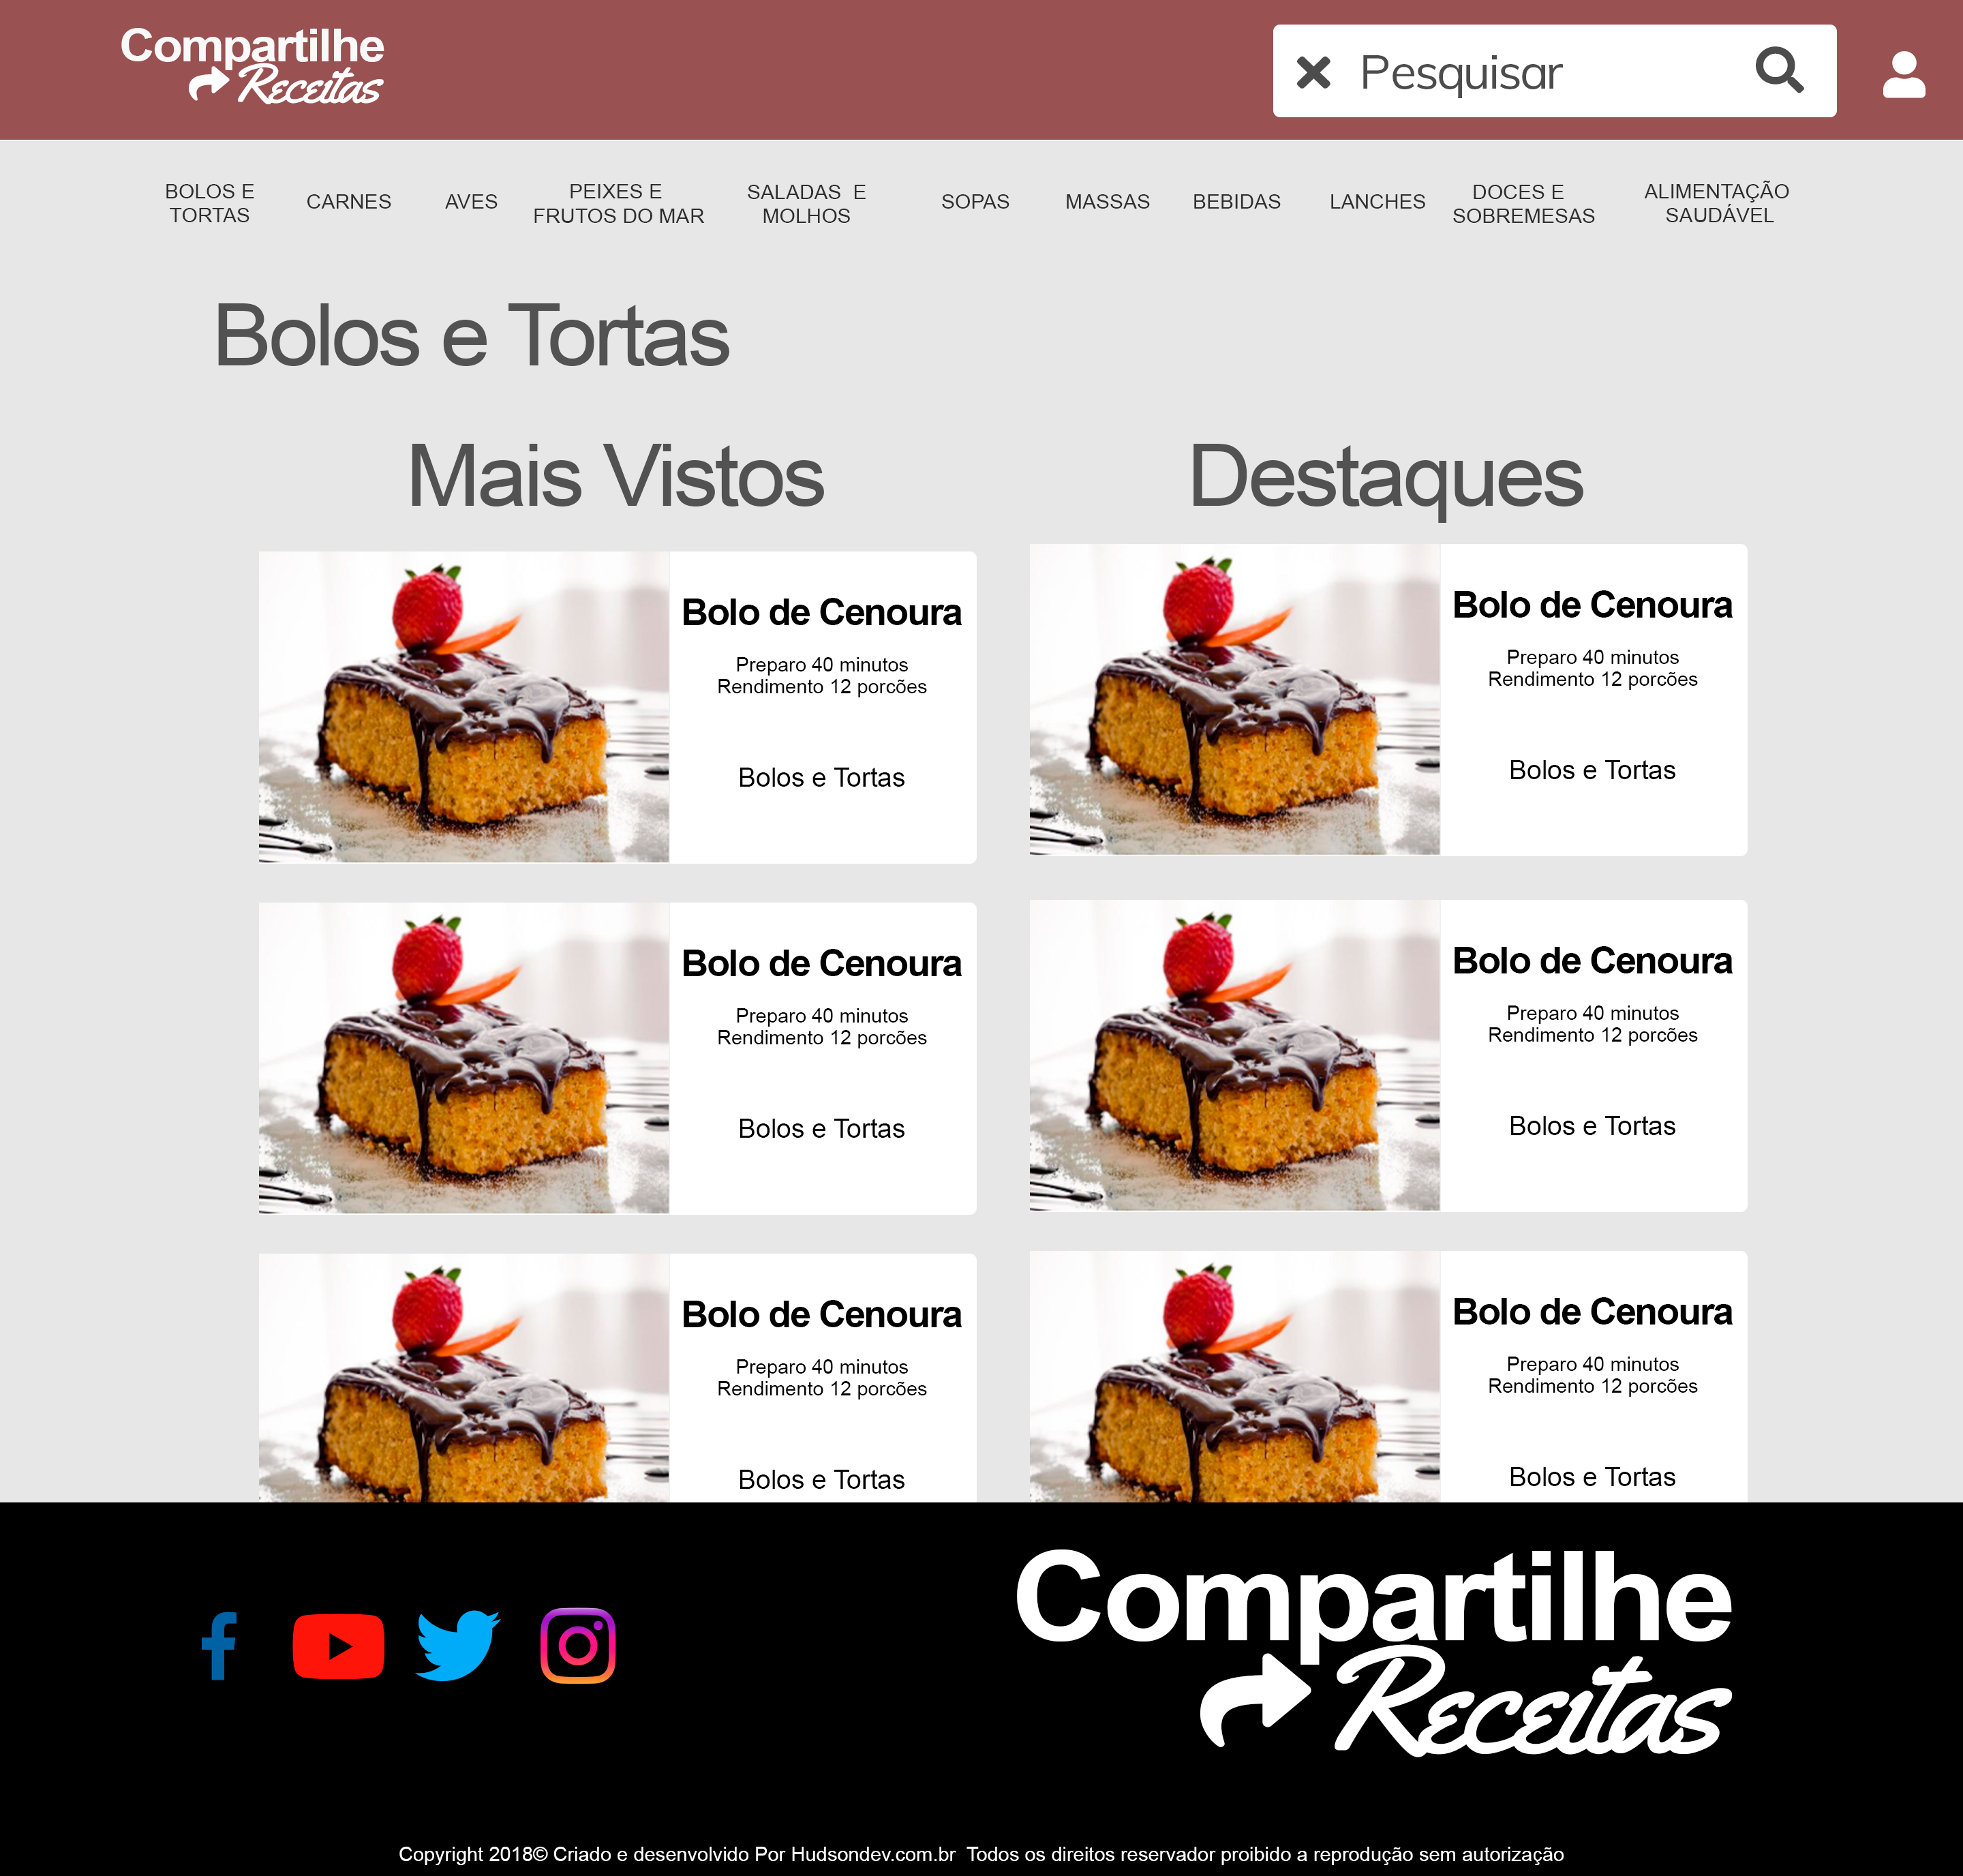 Compartilhe
Receitas
Pesquisar
BOLOS E
TORTAS
CARNES
AVES
PEIXES E
FRUTOS DO MAR
SALADAS E
MOLHOS
SOPAS
MASSAS
BEBIDAS
LANCHES
DOCES E
SOBREMESAS
ALIMENTAÇÃO
SAUDÁVEL
Bolos e Tortas
Mais Vistos
Bolo de Cenoura
Preparo 40 minutos
Rendimento 12 porcões
Bolos e Tortas
Bolo de Cenoura
Preparo 40 minutos
Rendimento 12 porcões
Bolos e Tortas
Bolo de Cenoura
Preparo 40 minutos
Rendimento 12 porcões
Bolos e Tortas
Destaques
Bolo de Cenoura
Preparo 40 minutos
Rendimento 12 porcões
Bolos e Tortas
Bolo de Cenoura
Preparo 40 minutos
Rendimento 12 porcões
Bolos e Tortas
Bolo de Cenoura
Preparo 40 minutos
Rendimento 12 porcões
Bolos e Tortas
Compartilhe
Receitas
Copyright 2018© Criado e desenvolvido Por Hudsondev.com.br Todos os direitos reservador proibido a reprodução sem autorização